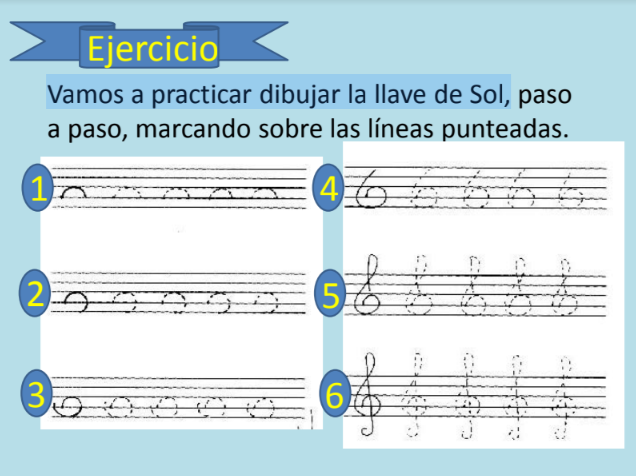 Ejercicio
Vamos a practicar dibujar la llave de Sol, paso
a paso, marcando sobre las líneas punteadas.
1
2
3
4
5
6